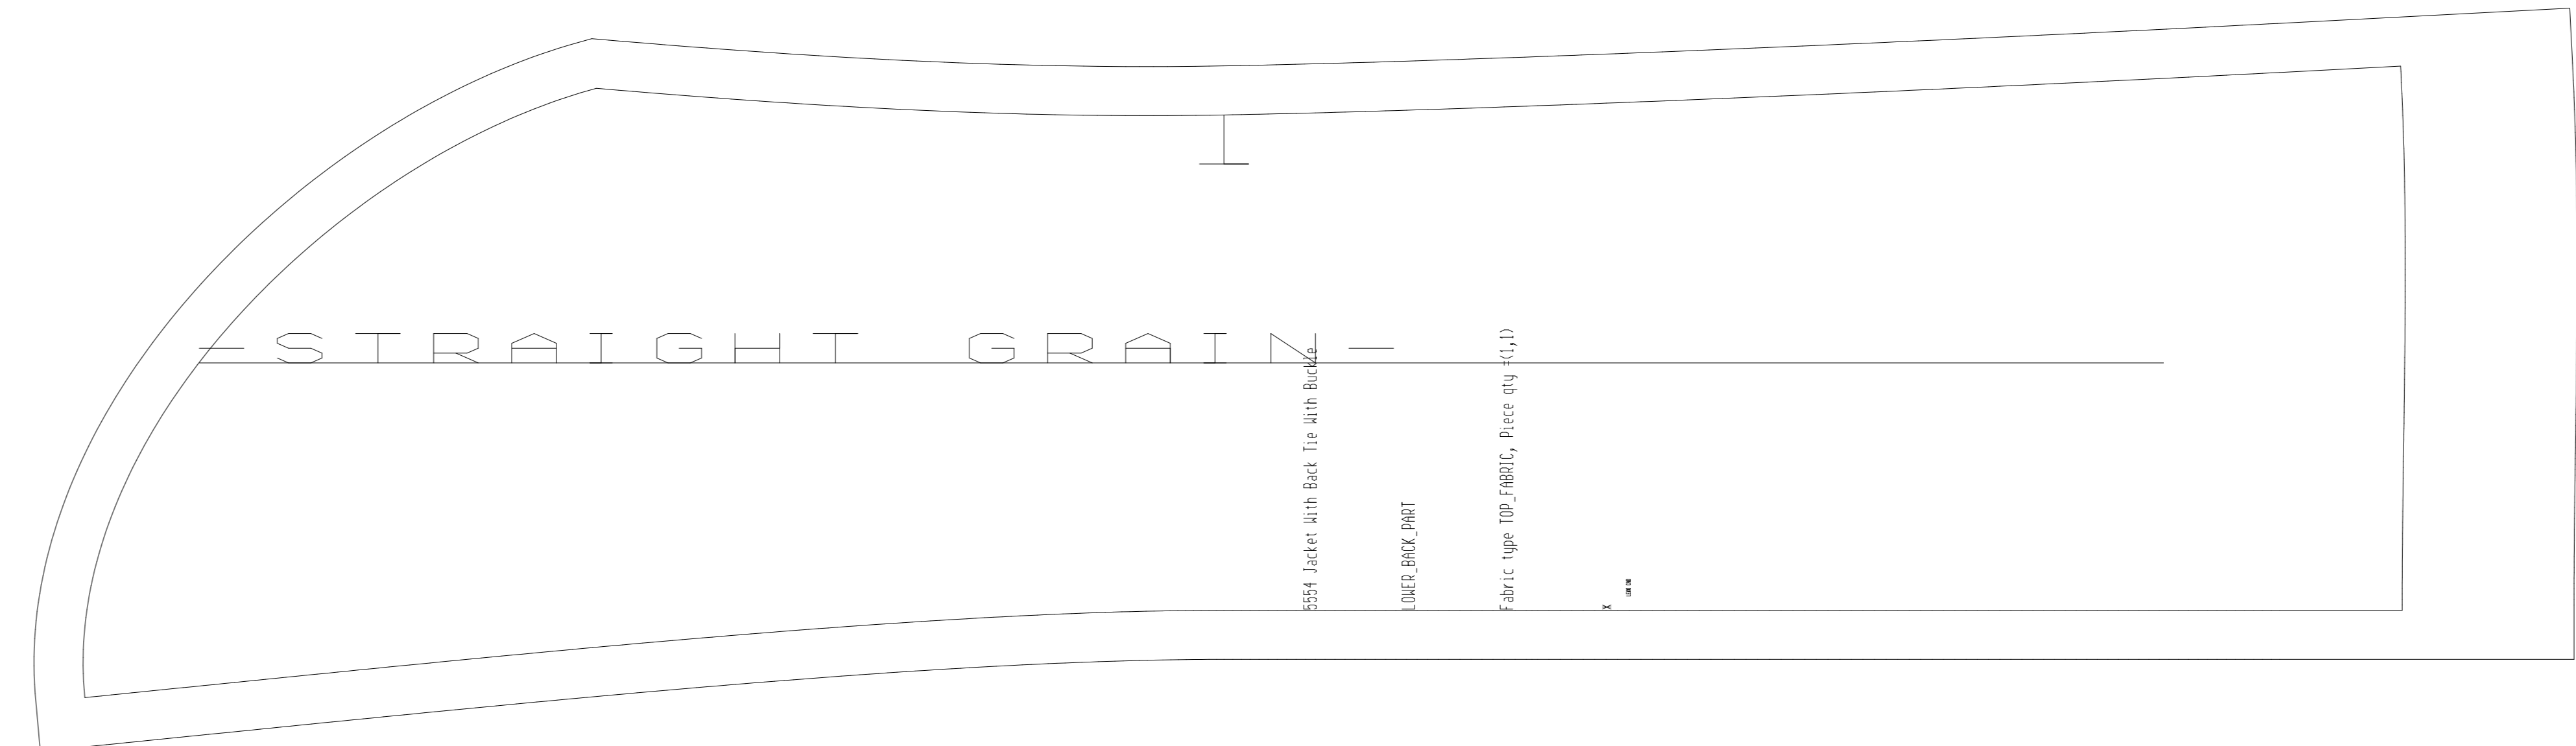 -STRAIGHT GRAIN-
5554 Jacket With Back Tie With Buckle
LOWER_BACK_PART
Fabric type TOP_FABRIC, Piece qty =(1,1)
X